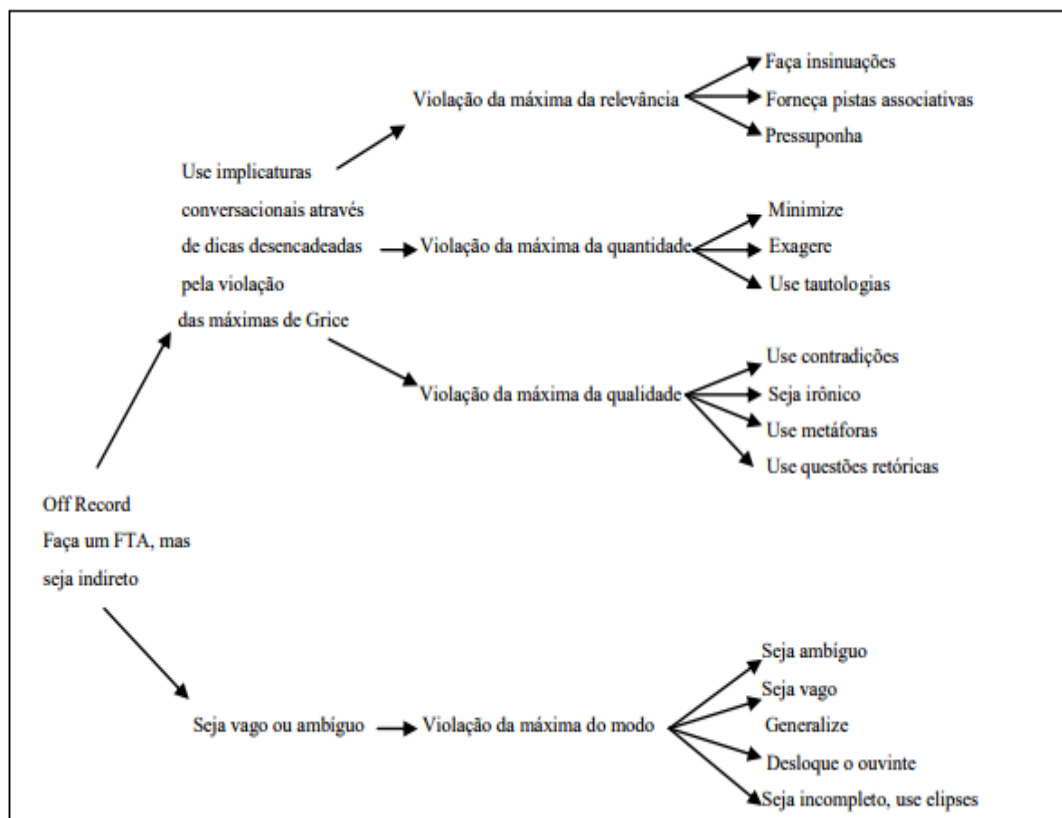 Faça insinuações
Violação da máxima da relevância
Forneça pistas associativas
Pressuponha
Use implicaturas
conversacionais através
de dicas desencadeadas
pela violação
das máximas de Grice
Minimize
Violação da máxima da quantidade
Exagere
Use tautologias
Use contradições
Violação da máxima da qualidade
Seja irônico
Use metáforas
Use questões retóricas
Off Record
Faça um FTA, mas
seja indireto
Seja vago ou ambíguo
Violação da máxima do modo
Seja ambíguo
Seja vago
Generalize
Desloque o ouvinte
Seja incompleto, use elipses